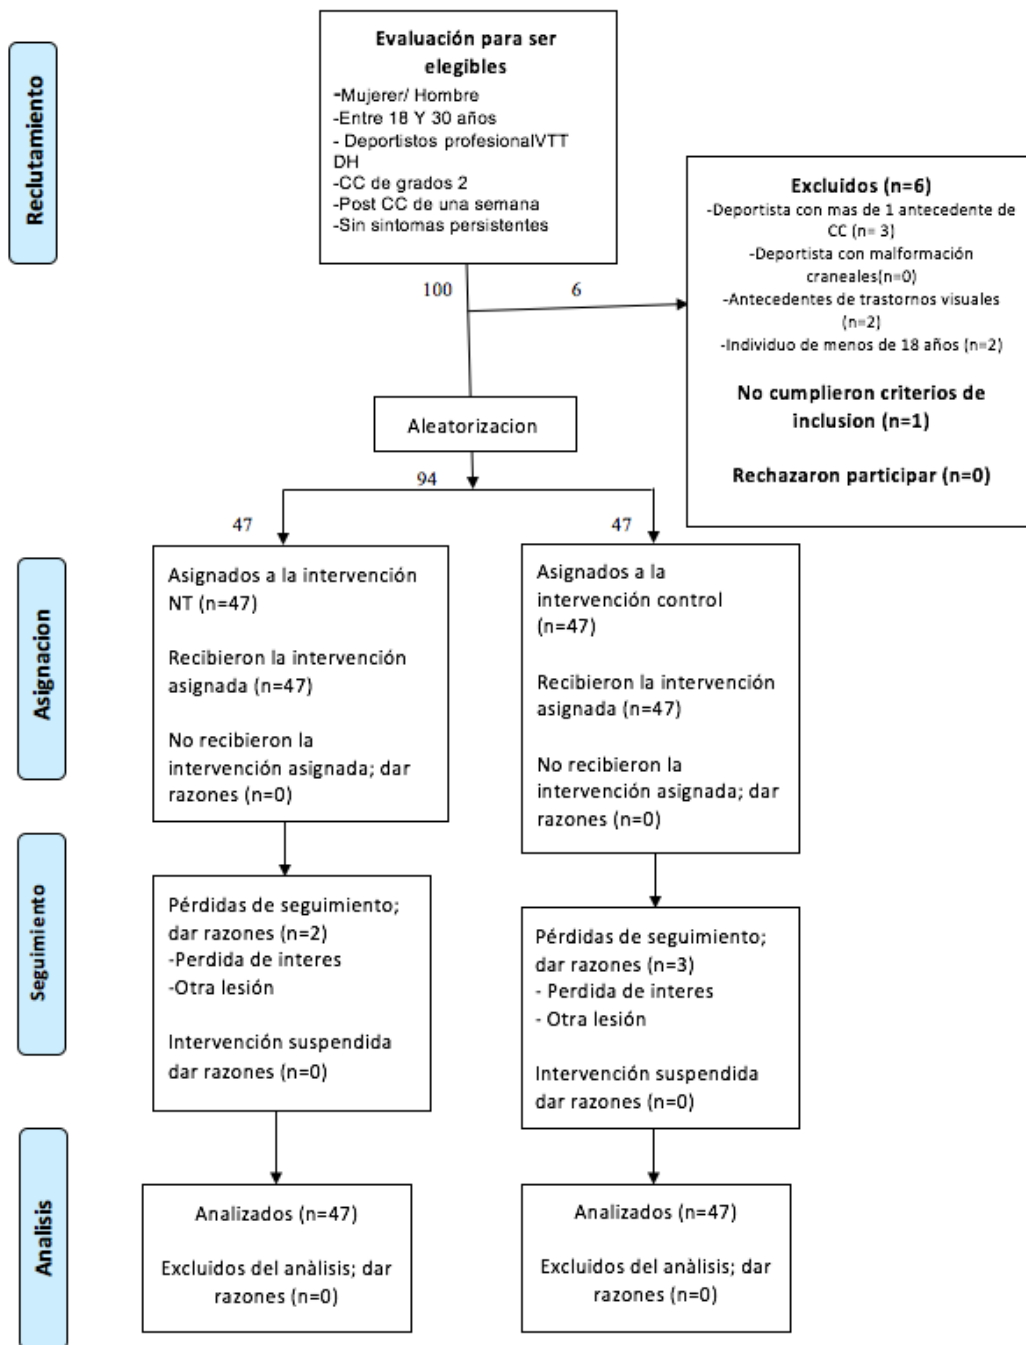 Reclutamiento
Evaluación para ser
elegibles
-Mujerer/ Hombre
-Entre 18 Y 30 años
- Deportistos profesionalVTT
DH
-CC de grados 2
-Post CC de una semana
-Sin sintomas persistentes
100
6
Excluidos (n=6)
-Deportista con mas de 1 antecedente de
CC (n= 3)
-Deportista con malformación
craneales(n=0)
-Antecedentes de trastornos visuales
(n=2)
-Individuo de menos de 18 años (n=2)
No cumplieron criterios de
inclusion (n=1)
Rechazaron participar (n=0)
Aleatorizacion
94
47
47
Asignacion
Asignados a la intervención
NT (n=47)
Recibieron la intervención
asignada (n=47)
No recibieron la
intervención asignada; dar
razones (n=0)
Asignados a la
intervención control
(n=47)
Recibieron la intervención
asignada (n=47)
No recibieron la
intervención asignada; dar
razones (n=0)
Seguimiento
Pérdidas de seguimiento;
dar razones (n=2)
-Perdida de interes
-Otra lesión
Intervención suspendida
dar razones (n=0)
Pérdidas de seguimiento;
dar razones (n=3)
- Perdida de interes
- Otra lesión
Intervención suspendida
dar razones (n=0)
Analisis
Analizados (n=47)
Excluidos del anàlisis; dar
razones (n=0)
Analizados (n=47)
Excluidos del anàlisis; dar
razones (n=0)